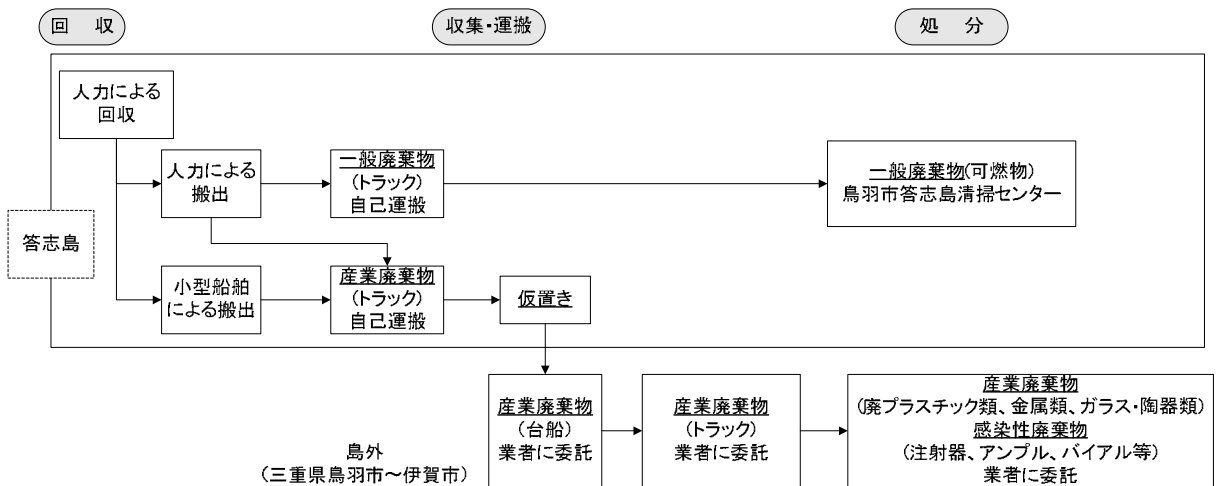 回　収
収集・運搬
処　分
人力による
回収
人力による
搬出
一般廃棄物
(トラック)
自己運搬
一般廃棄物(可燃物)
鳥羽市答志島清掃センター
答志島
小型船舶
による搬出
産業廃棄物
(トラック)
自己運搬
仮置き
産業廃棄物
(台船)
業者に委託
産業廃棄物
(トラック)
業者に委託
産業廃棄物
(廃プラスチック類、金属類、ガラス・陶器類)
感染性廃棄物
(注射器、アンプル、バイアル等)
業者に委託
島外
(三重県鳥羽市～伊賀市)